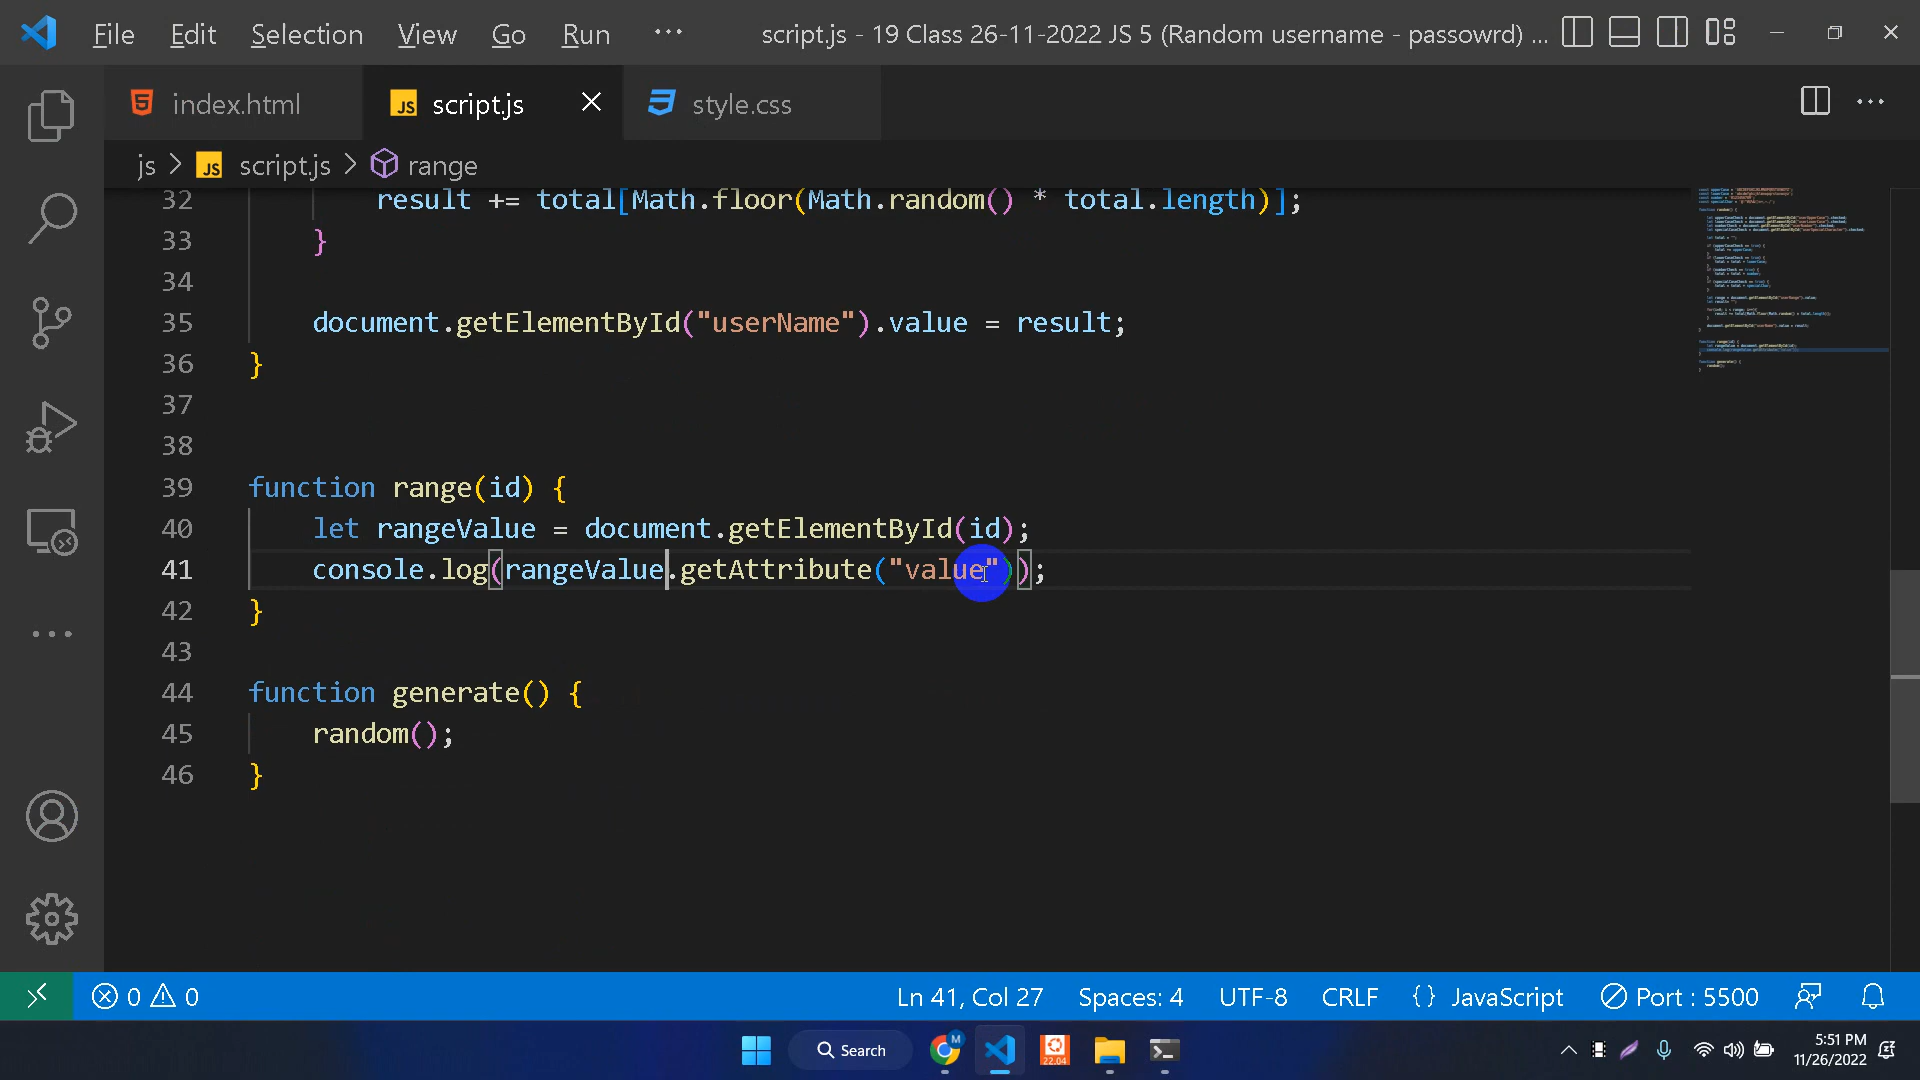 File Edit Selection View Go Run ··· script.js - 19 Class 26-11-2022 JS 5 (Random username - passowrd) ...
index.html JS script.js style.css
js > JS script.js > range
32 result += total[Math.floor(Math.random() * total.length)];
33 }
34
35 document.getElementById("userName").value = result;
36 }
37
38
39 function range(id) {
40 let rangeValue = document.getElementById(id);
41 console.log(rangeValue.getAttribute("value"));
42 }
43
44 function generate() {
45 random();
46 }
0 0 Ln 41, Col 27 Spaces: 4 UTF-8 CRLF {} JavaScript Port : 5500
Search M 22.04 5:51 PM
11/26/2022